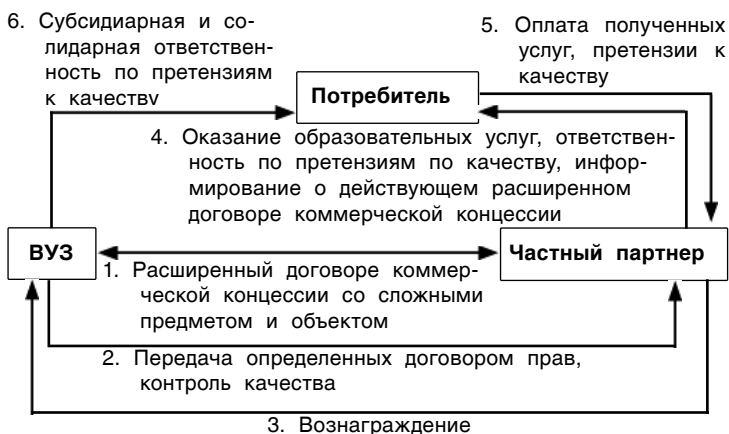 6. Субсидиарная и со-
лидарная ответствен-
ность по претензиям
к качеству
5. Оплата полученных
услуг, претензии к
качеству
Потребитель
4. Оказание образовательных услуг, ответствен-
ность по претензиям по качеству, инфор-
мирование о действующем расширенном
договоре коммерческой концессии
ВУЗ
Частный партнер
1. Расширенный договоре коммер-
ческой концессии со сложными
предметом и объектом
2. Передача определенных договором прав,
контроль качества
3. Вознаграждение